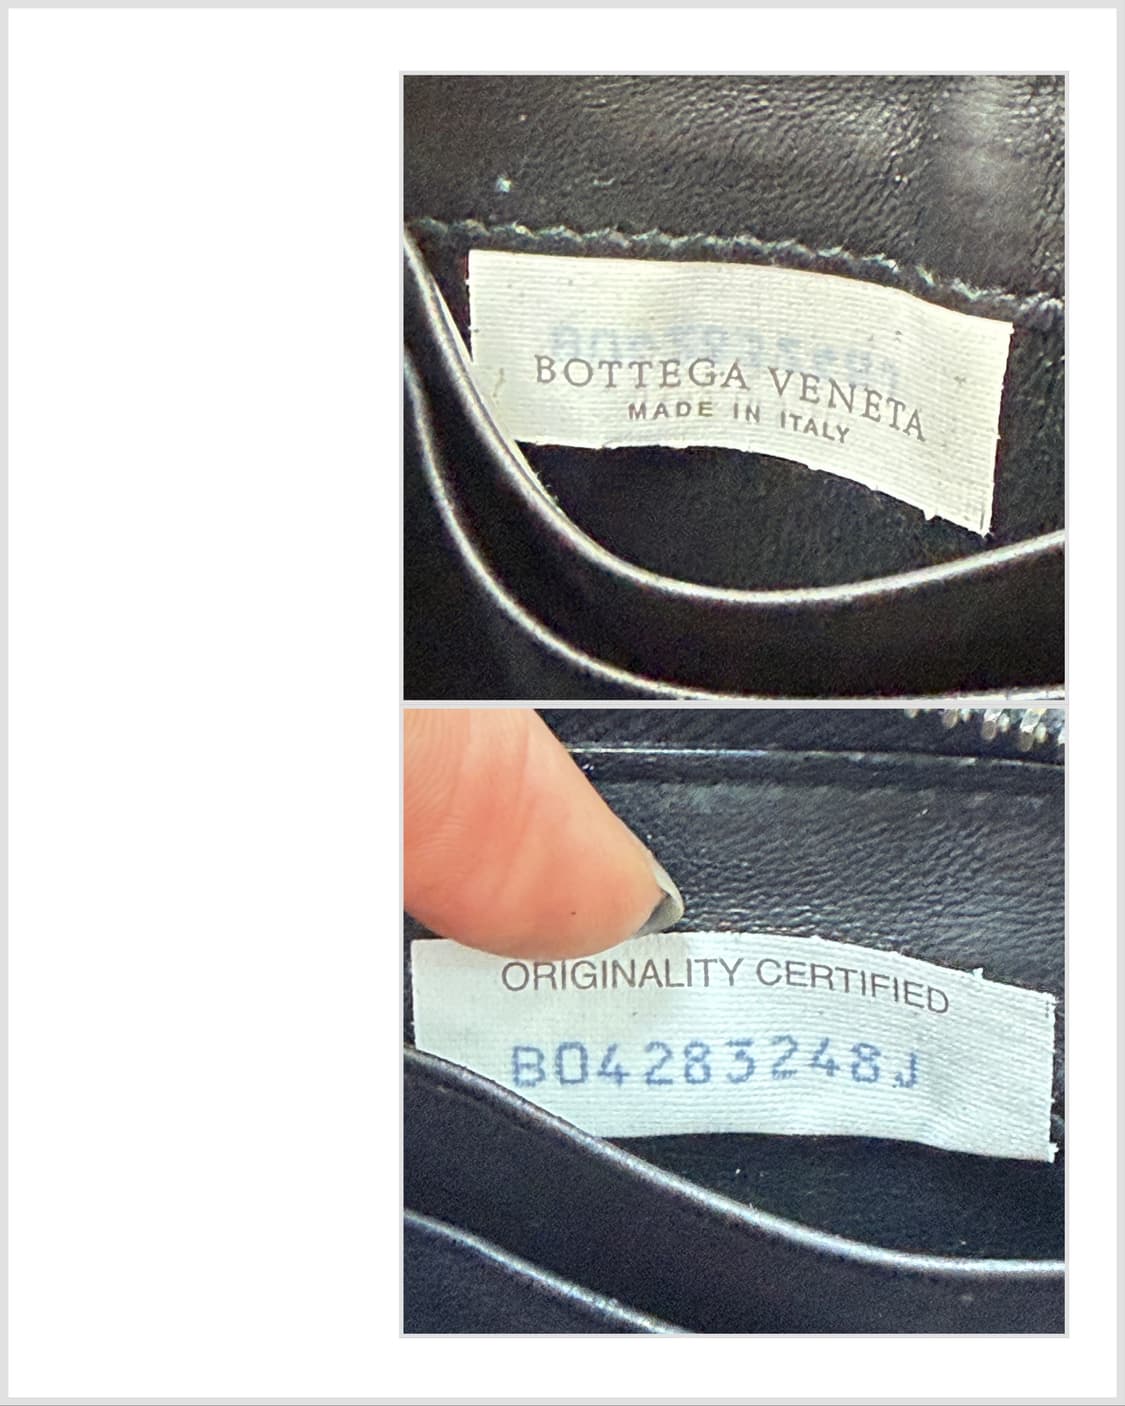 BOTTEGA VENETA
MADE IN ITALY
ORIGINALITY CERTIFIED
B04283248J